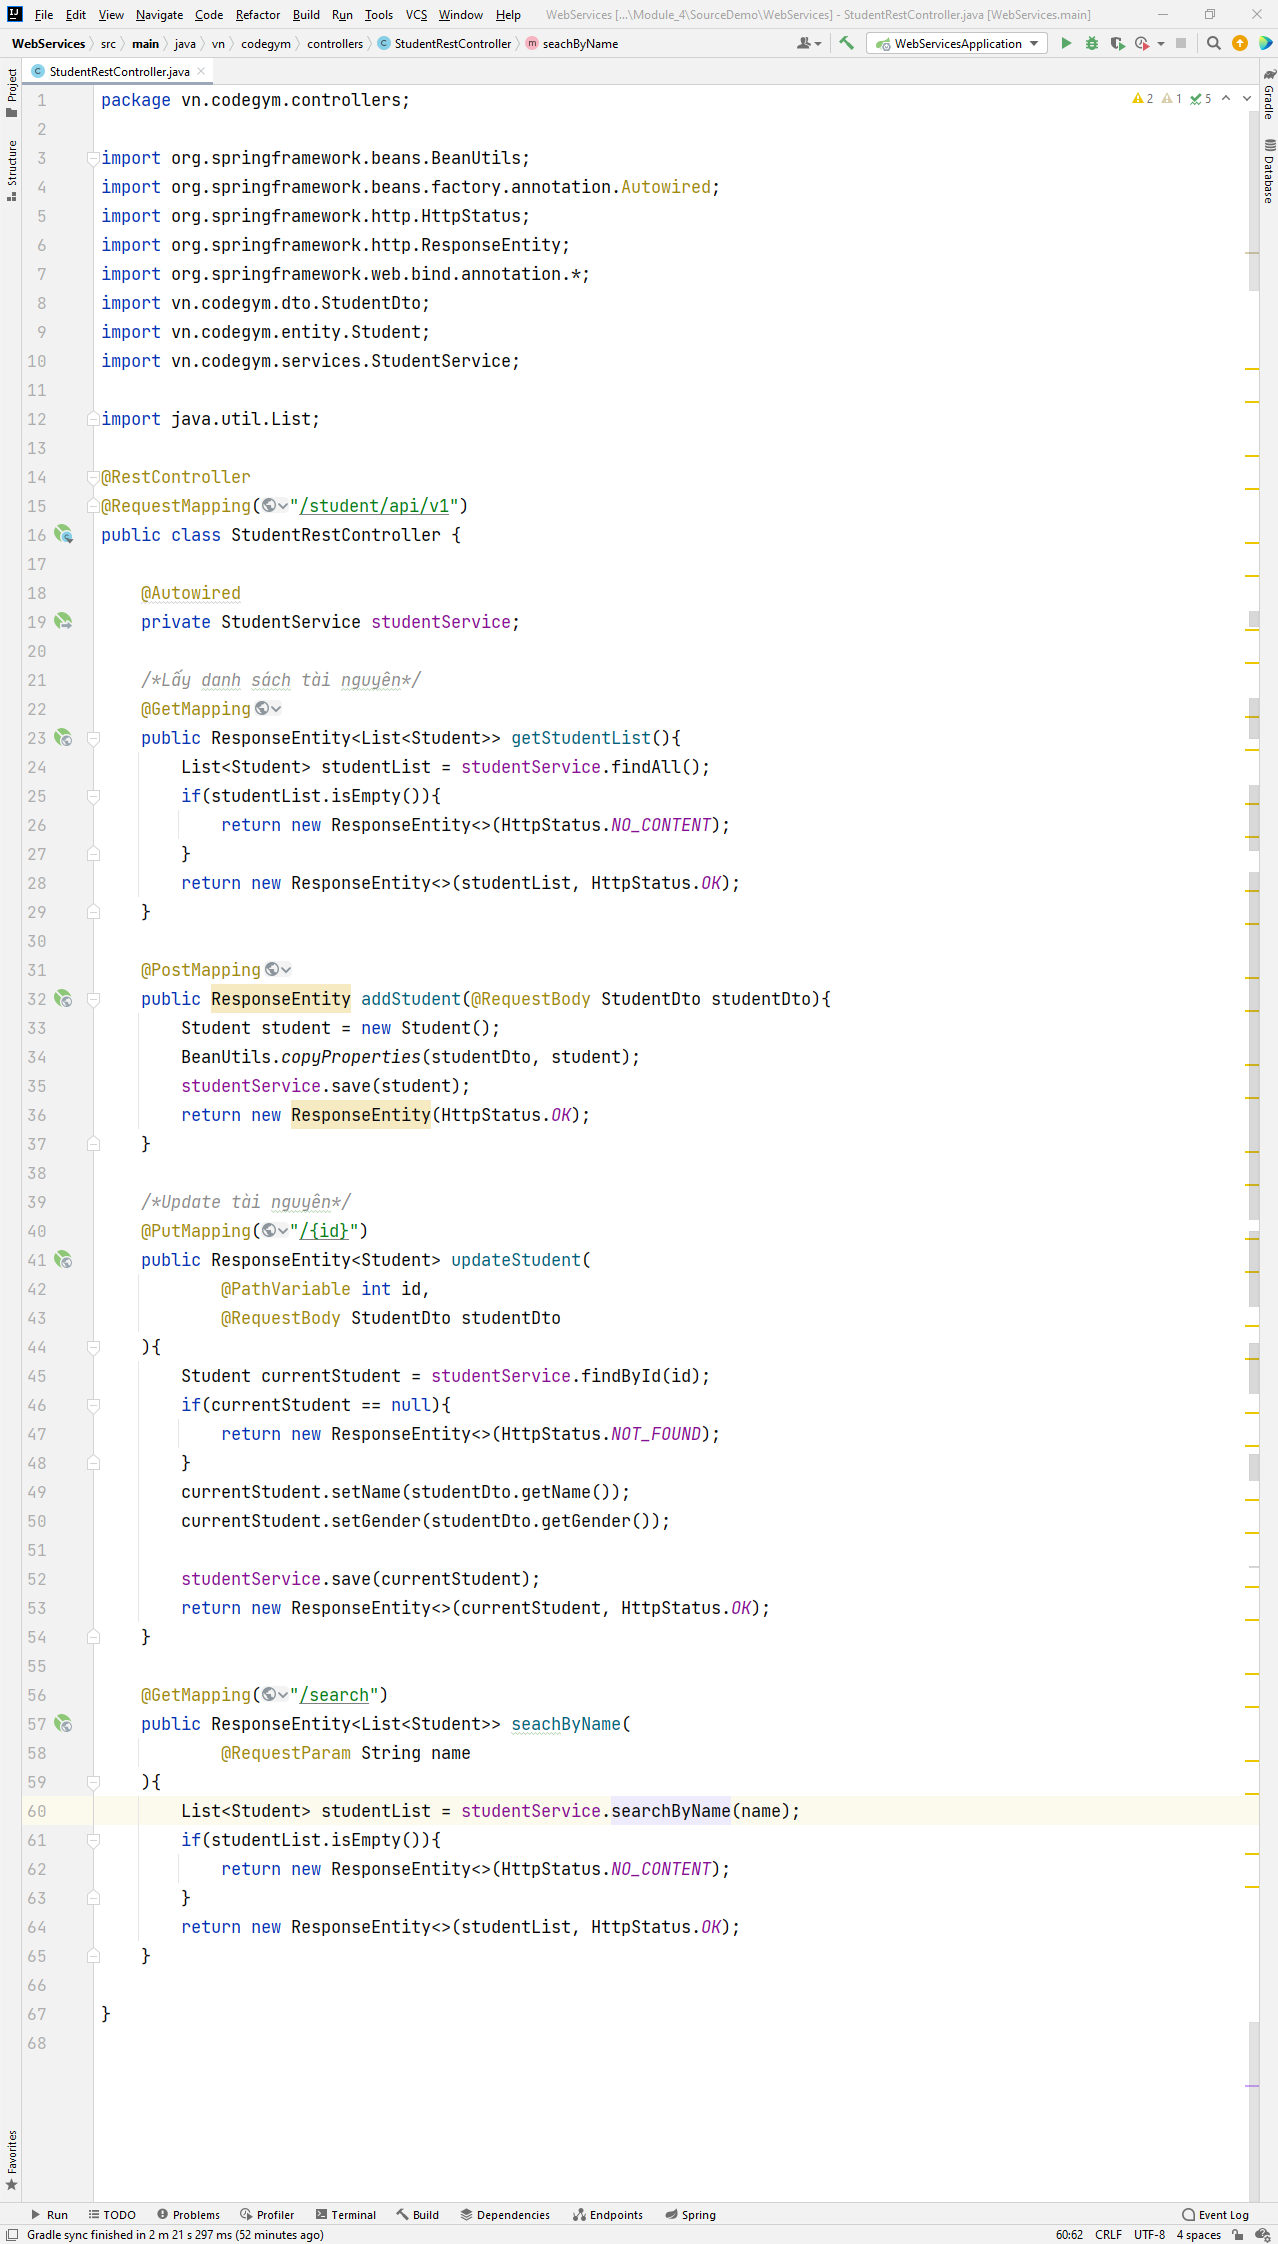 File Edit View Navigate Code Refactor Build Run Tools VCS Window Help WebServices [...\Module_4\SourceDemo\WebServices] - StudentRestController.java [WebServices.main]
WebServices src main java vn codegym controllers StudentRestController seachByName WebServicesApplication
StudentRestController.java
Project
Structure
Favorites
Gradle
Database
2 1 5
1 package vn.codegym.controllers;
2
3 import org.springframework.beans.BeanUtils;
4 import org.springframework.beans.factory.annotation.Autowired;
5 import org.springframework.http.HttpStatus;
6 import org.springframework.http.ResponseEntity;
7 import org.springframework.web.bind.annotation.*;
8 import vn.codegym.dto.StudentDto;
9 import vn.codegym.entity.Student;
10 import vn.codegym.services.StudentService;
11
12 import java.util.List;
13
14 @RestController
15 @RequestMapping("/student/api/v1")
16 public class StudentRestController {
17
18     @Autowired
19     private StudentService studentService;
20
21     /*Lấy danh sách tài nguyên*/
22     @GetMapping
23     public ResponseEntity<List<Student>> getStudentList(){
24         List<Student> studentList = studentService.findAll();
25         if(studentList.isEmpty()){
26             return new ResponseEntity<>(HttpStatus.NO_CONTENT);
27         }
28         return new ResponseEntity<>(studentList, HttpStatus.OK);
29     }
30
31     @PostMapping
32     public ResponseEntity addStudent(@RequestBody StudentDto studentDto){
33         Student student = new Student();
34         BeanUtils.copyProperties(studentDto, student);
35         studentService.save(student);
36         return new ResponseEntity(HttpStatus.OK);
37     }
38
39     /*Update tài nguyên*/
40     @PutMapping("/{id}")
41     public ResponseEntity<Student> updateStudent(
42             @PathVariable int id,
43             @RequestBody StudentDto studentDto
44     ){
45         Student currentStudent = studentService.findById(id);
46         if(currentStudent == null){
47             return new ResponseEntity<>(HttpStatus.NOT_FOUND);
48         }
49         currentStudent.setName(studentDto.getName());
50         currentStudent.setGender(studentDto.getGender());
51
52         studentService.save(currentStudent);
53         return new ResponseEntity<>(currentStudent, HttpStatus.OK);
54     }
55
56     @GetMapping("/search")
57     public ResponseEntity<List<Student>> seachByName(
58             @RequestParam String name
59     ){
60         List<Student> studentList = studentService.searchByName(name);
61         if(studentList.isEmpty()){
62             return new ResponseEntity<>(HttpStatus.NO_CONTENT);
63         }
64         return new ResponseEntity<>(studentList, HttpStatus.OK);
65     }
66
67 }
68
Run TODO Problems Profiler Terminal Build Dependencies Endpoints Spring Event Log
Gradle sync finished in 2 m 21 s 297 ms (52 minutes ago) 60:62 CRLF UTF-8 4 spaces